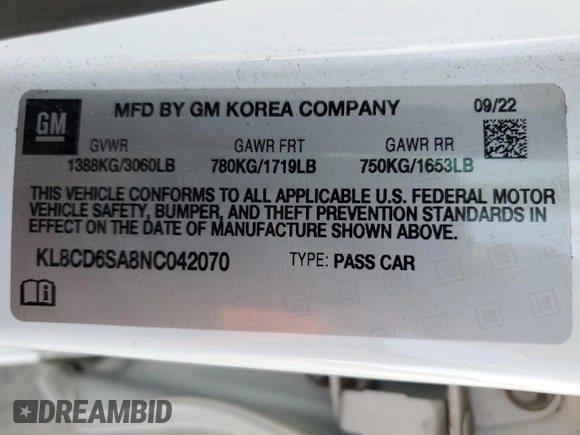 GM
MFD BY GM KOREA COMPANY 09/22
GVWR GAWR FRT GAWR RR
1388KG/3060LB 780KG/1719LB 750KG/1653LB
THIS VEHICLE CONFORMS TO ALL APPLICABLE U.S. FEDERAL MOTOR
VEHICLE SAFETY, BUMPER, AND THEFT PREVENTION STANDARDS IN
EFFECT ON THE DATE OF MANUFACTURE SHOWN ABOVE.
KL8CD6SA8NC042070 TYPE: PASS CAR
DREAMBID